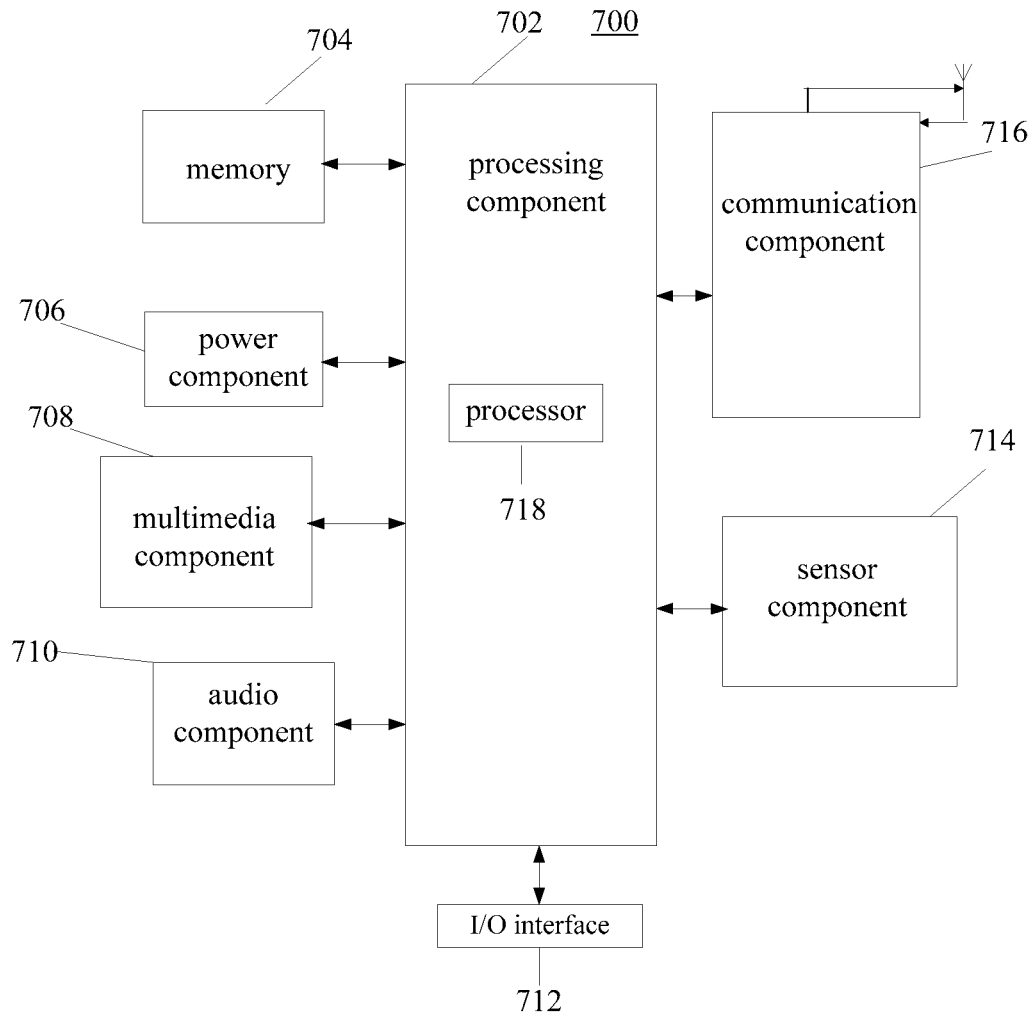 702
700
704
memory
processing
component
716
communication
component
706
power
component
processor
718
708
multimedia
component
714
sensor
component
710
audio
component
I/O interface
712